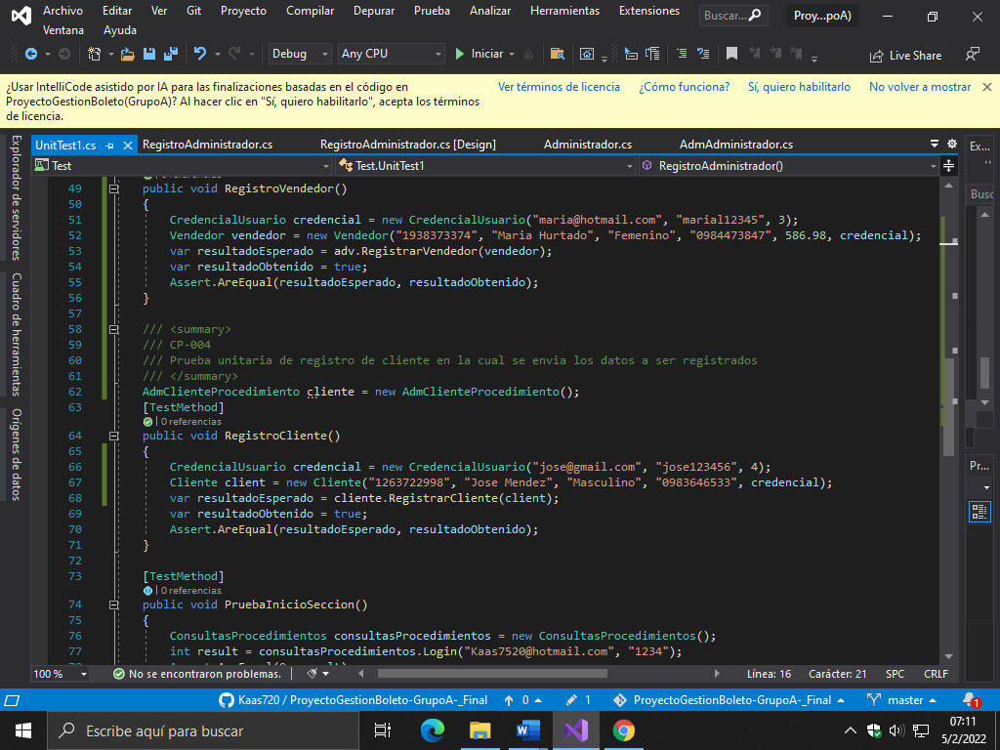 Archivo Editar Ver Git Proyecto Compilar Depurar Prueba Analizar Herramientas Extensiones Buscar... Proy...poA)
Ventana Ayuda
Debug Any CPU Iniciar Live Share
¿Usar IntelliCode asistido por IA para las finalizaciones basadas en el código en
ProyectoGestionBoleto(GrupoA)? Al hacer clic en "Sí, quiero habilitarlo", acepta los términos
de licencia.
Ver términos de licencia ¿Cómo funciona? Sí, quiero habilitarlo No volver a mostrar
Explorador de servidores
Cuadro de herramientas
Orígenes de datos
UnitTest1.cs RegistroAdministrador.cs RegistroAdministrador.cs [Design] Administrador.cs AdmAdministrador.cs
Test Test.UnitTest1 RegistroAdministrador()
49 public void RegistroVendedor()
50 {
51 CredencialUsuario credencial = new CredencialUsuario("maria@hotmail.com", "marial12345", 3);
52 Vendedor vendedor = new Vendedor("1938373374", "Maria Hurtado", "Femenino", "0984473847", 586.98, credencial);
53 var resultadoEsperado = adv.RegistrarVendedor(vendedor);
54 var resultadoObtenido = true;
55 Assert.AreEqual(resultadoEsperado, resultadoObtenido);
56 }
57
58 /// <summary>
59 /// CP-004
60 /// Prueba unitaria de registro de cliente en la cual se envia los datos a ser registrados
61 /// </summary>
62 AdmClienteProcedimiento cliente = new AdmClienteProcedimiento();
63 [TestMethod]
0 referencias
64 public void RegistroCliente()
65 {
66 CredencialUsuario credencial = new CredencialUsuario("jose@gmail.com", "jose123456", 4);
67 Cliente client = new Cliente("1263722998", "Jose Mendez", "Masculino", "0983646533", credencial);
68 var resultadoEsperado = cliente.RegistrarCliente(client);
69 var resultadoObtenido = true;
70 Assert.AreEqual(resultadoEsperado, resultadoObtenido);
71 }
72
73 [TestMethod]
0 referencias
74 public void PruebaInicioSeccion()
75 {
76 ConsultasProcedimientos consultasProcedimientos = new ConsultasProcedimientos();
77 int result = consultasProcedimientos.Login("Kaas7520@hotmail.com", "1234");
Ex...
Busc
Pr...
100 % No se encontraron problemas. Línea: 16 Carácter: 21 SPC CRLF
Kaas720 / ProyectoGestionBoleto-GrupoA-_Final 0 1 ProyectoGestionBoleto-GrupoA-_Final master 1
Escribe aquí para buscar
07:11
5/2/2022